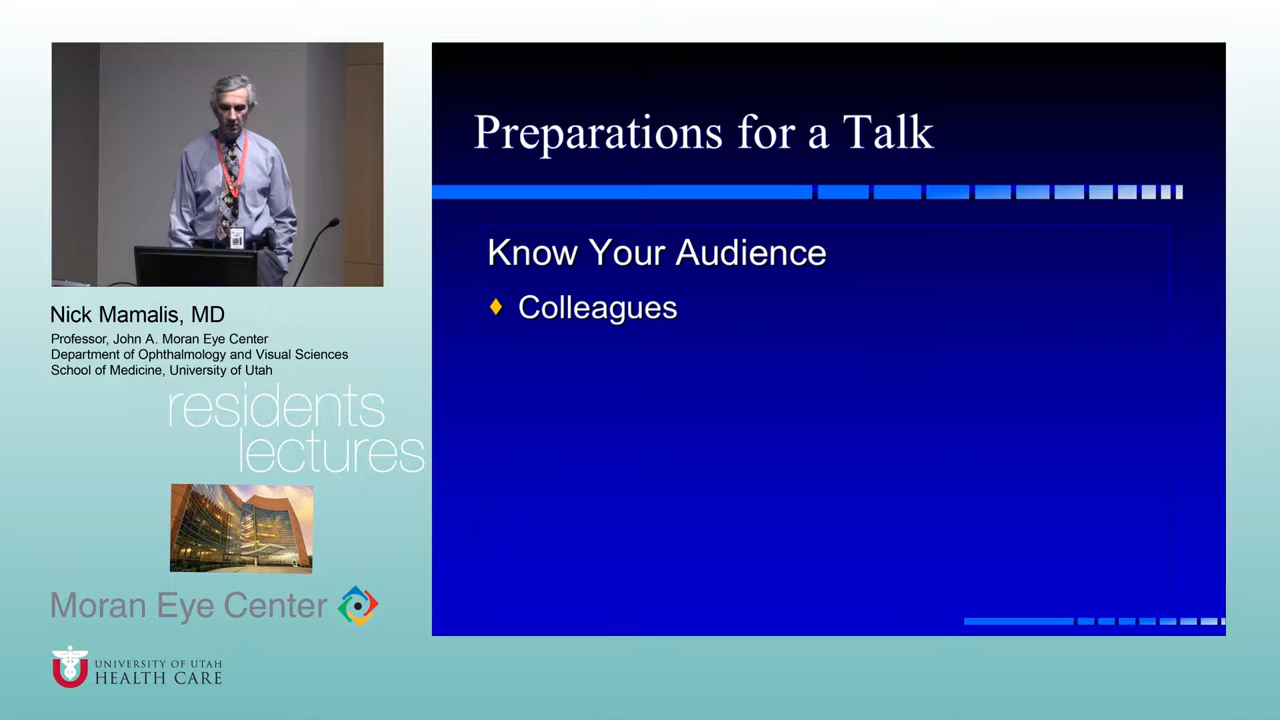 Nick Mamalis, MD
Professor, John A. Moran Eye Center
Department of Ophthalmology and Visual Sciences
School of Medicine, University of Utah
residents
lectures
Moran Eye Center
UNIVERSITY OF UTAH
HEALTH CARE
Preparations for a Talk
Know Your Audience
Colleagues